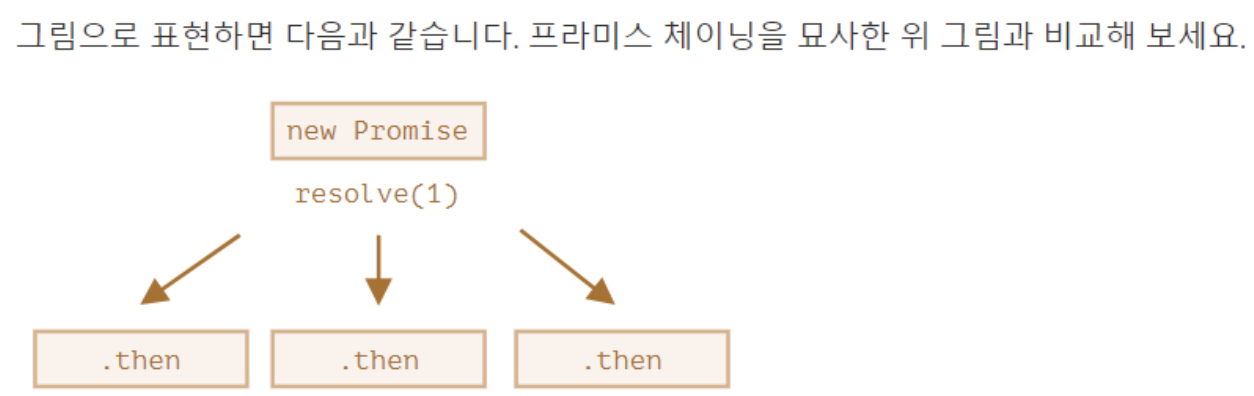 그림으로 표현하면 다음과 같습니다. 프라미스 체이닝을 묘사한 위 그림과 비교해 보세요.
new Promise
resolve(1)
.then .then .then